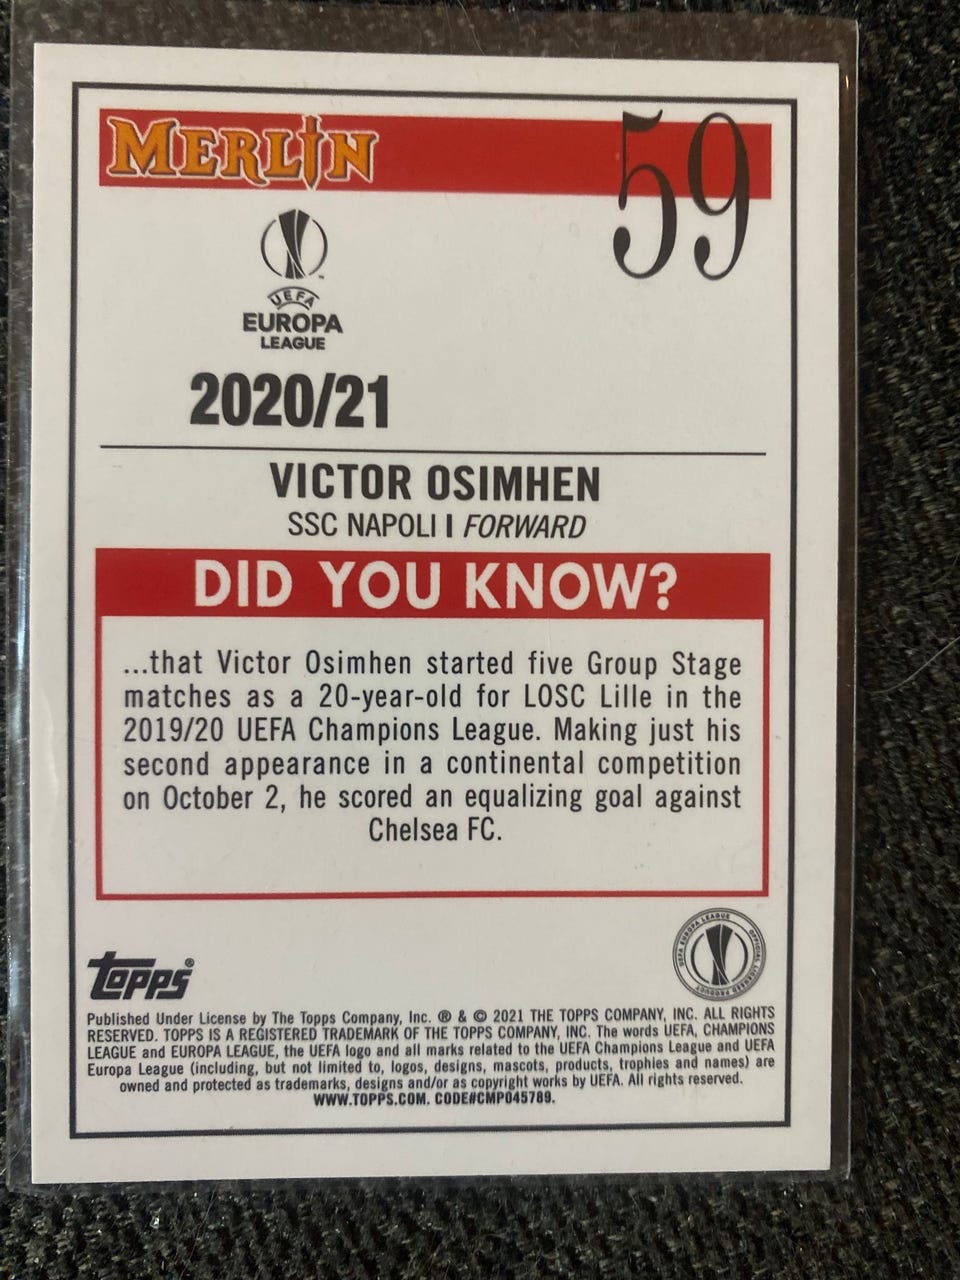 MERLIN
59
UEFA
EUROPA
LEAGUE
2020/21
VICTOR OSIMHEN
SSC NAPOLI I FORWARD
DID YOU KNOW?
...that Victor Osimhen started five Group Stage
matches as a 20-year-old for LOSC Lille in the
2019/20 UEFA Champions League. Making just his
second appearance in a continental competition
on October 2, he scored an equalizing goal against
Chelsea FC.
UEFA EUROPA LEAGUE
OFFICIAL LICENSED PRODUCT
Topps®
Published Under License by The Topps Company, Inc. ® & © 2021 THE TOPPS COMPANY, INC. ALL RIGHTS
RESERVED. TOPPS IS A REGISTERED TRADEMARK OF THE TOPPS COMPANY, INC. The words UEFA, CHAMPIONS
LEAGUE and EUROPA LEAGUE, the UEFA logo and all marks related to the UEFA Champions League and UEFA
Europa League (including, but not limited to, logos, designs, mascots, products, trophies and names) are
owned and protected as trademarks, designs and/or as copyright works by UEFA. All rights reserved.
WWW.TOPPS.COM. CODE#CMP045789.